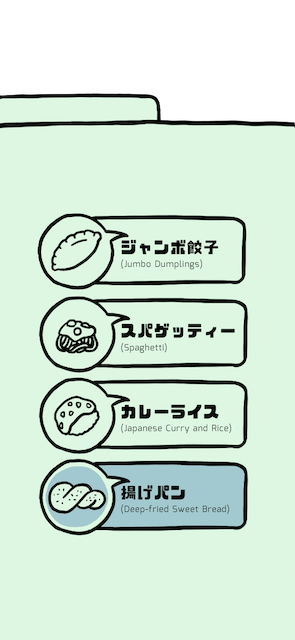 ジャンボ餃子
(Jumbo Dumplings)
スパゲッティー
(Spaghetti)
カレーライス
(Japanese Curry and Rice)
揚げパン
(Deep-fried Sweet Bread)